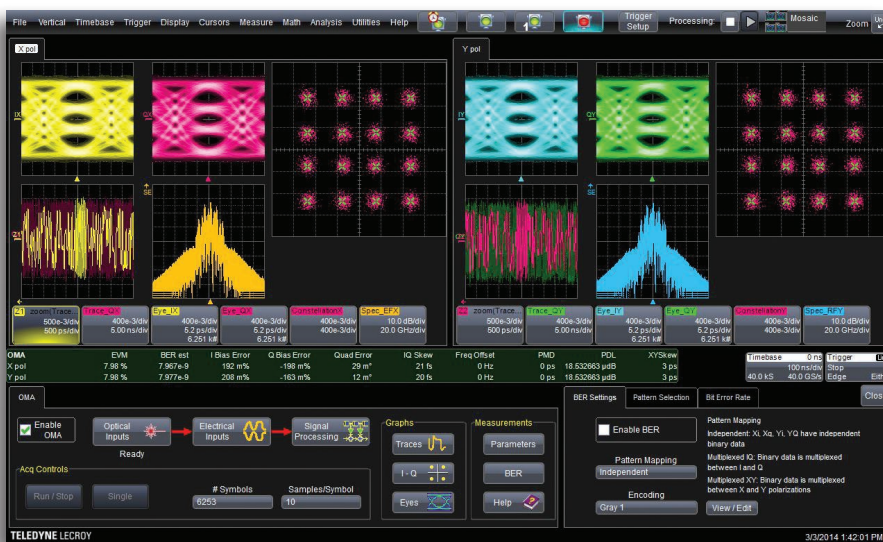 File Vertical Timebase Trigger Display Cursors Measure Math Analysis Utilities Help
1
Trigger Setup
Processing:
Mosaic
Zoom
X pol
Y pol
IX
QX
IY
QY
SE
SE
Z1 zoom(Trace...
500e-3/div
500 ps/div
Trace_QX
400e-3/div
5.00 ns/div
Eye_IX
400e-3/div
5.2 ps/div
6.251 k#
Eye_QX
400e-3/div
5.2 ps/div
6.251 k#
ConstellationX
400e-3/div
400e-3/div
Spec_EFX
10.0 dB/div
20.0 GHz/div
zoom(Trace...
500e-3/div
500 ps/div
Trace_QY
400e-3/div
5.00 ns/div
Eye_IY
400e-3/div
5.2 ps/div
6.251 k#
Eye_QY
400e-3/div
5.2 ps/div
6.251 k#
ConstellationY
400e-3/div
400e-3/div
Spec_RFY
10.0 dB/div
20.0 GHz/div
OMA EVM BER est I Bias Error Q Bias Error Quad Error IQ Skew Freq Offset PMD PDL XYSkew
X pol 7.98 % 7.967e-9 192 m% -198 m% 29 m° 21 fs 0 Hz 0 ps 18.532663 µdB 3 ps
Y pol 7.98 % 7.977e-9 208 m% -163 m% 12 m° 20 fs 0 Hz 0 ps 18.532663 µdB 3 ps
Timebase 0 ns
100 ns/div
40.0 kS 40.0 GS/s
Trigger
Stop
Edge
OMA
Enable OMA
Optical Inputs
Ready
Electrical Inputs
Signal Processing
Acq Controls
Run / Stop
Single
# Symbols
6253
Samples/Symbol
10
Graphs
Traces
I - Q
Eyes
Measurements
Parameters
BER
Help
BER Settings
Pattern Selection
Bit Error Rate
Clos
Enable BER
Pattern Mapping
Independent
Encoding
Gray 1
Pattern Mapping
Independent: Xi, Xq, Yi, YQ have independent
binary data
Multiplexed IQ: Binary data is multiplexed
between I and Q
Multiplexed XY: Binary data is multiplexed
between X and Y polarizations
View / Edit
TELEDYNE LECROY
3/3/2014 1:42:01 PM